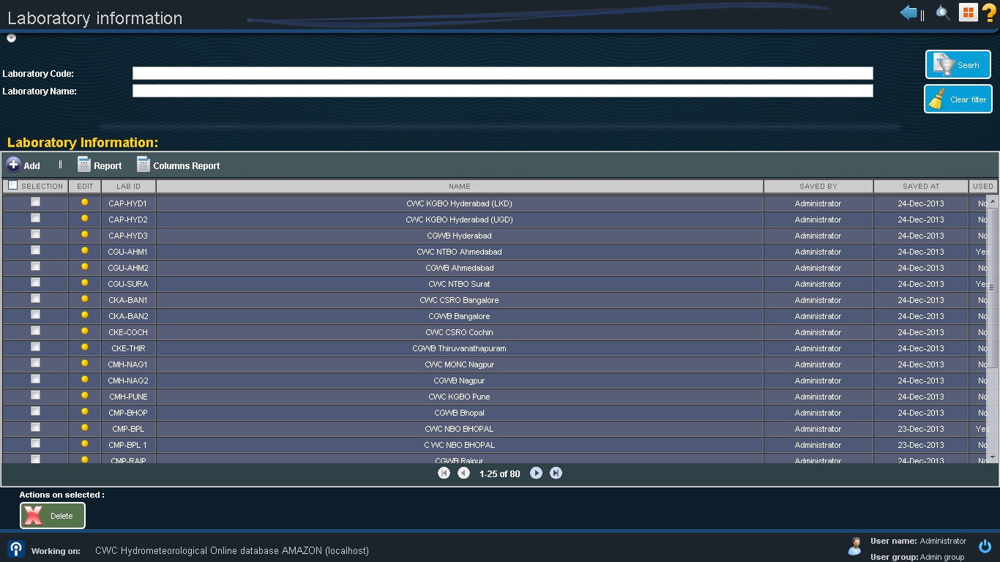 Laboratory information
Laboratory Code:
Searh
Laboratory Name:
Clear filter
Laboratory Information:
Add Report Columns Report
SELECTION EDIT LAB ID NAME SAVED BY SAVED AT USED
CAP-HYD1 CWC KGBO Hyderabad (LKD) Administrator 24-Dec-2013 No
CAP-HYD2 CWC KGBO Hyderabad (UGD) Administrator 24-Dec-2013 No
CAP-HYD3 CGWB Hyderabad Administrator 24-Dec-2013 No
CGU-AHM1 CWC NTBO Ahmedabad Administrator 24-Dec-2013 Yes
CGU-AHM2 CGWB Ahmedabad Administrator 24-Dec-2013 No
CGU-SURA CWC NTBO Surat Administrator 24-Dec-2013 Yes
CKA-BAN1 CWC CSRO Bangalore Administrator 24-Dec-2013 No
CKA-BAN2 CGWB Bangalore Administrator 24-Dec-2013 No
CKE-COCH CWC CSRO Cochin Administrator 24-Dec-2013 No
CKE-THIR CGWB Thiruvanathapuram Administrator 24-Dec-2013 No
CMH-NAG1 CWC MONC Nagpur Administrator 24-Dec-2013 No
CMH-NAG2 CGWB Nagpur Administrator 24-Dec-2013 No
CMH-PUNE CWC KGBO Pune Administrator 24-Dec-2013 No
CMP-BHOP CGWB Bhopal Administrator 24-Dec-2013 No
CMP-BPL CWC NBO BHOPAL Administrator 23-Dec-2013 Yes
CMP-BPL 1 C WC NBO BHOPAL Administrator 23-Dec-2013 No
CMP-RAIP CGWB Raipur Administrator 24-Dec-2013 No
1-25 of 80
Actions on selected :
Delete
Working on: CWC Hydrometeorological Online database AMAZON (localhost)
User name: Administrator
User group: Admin group